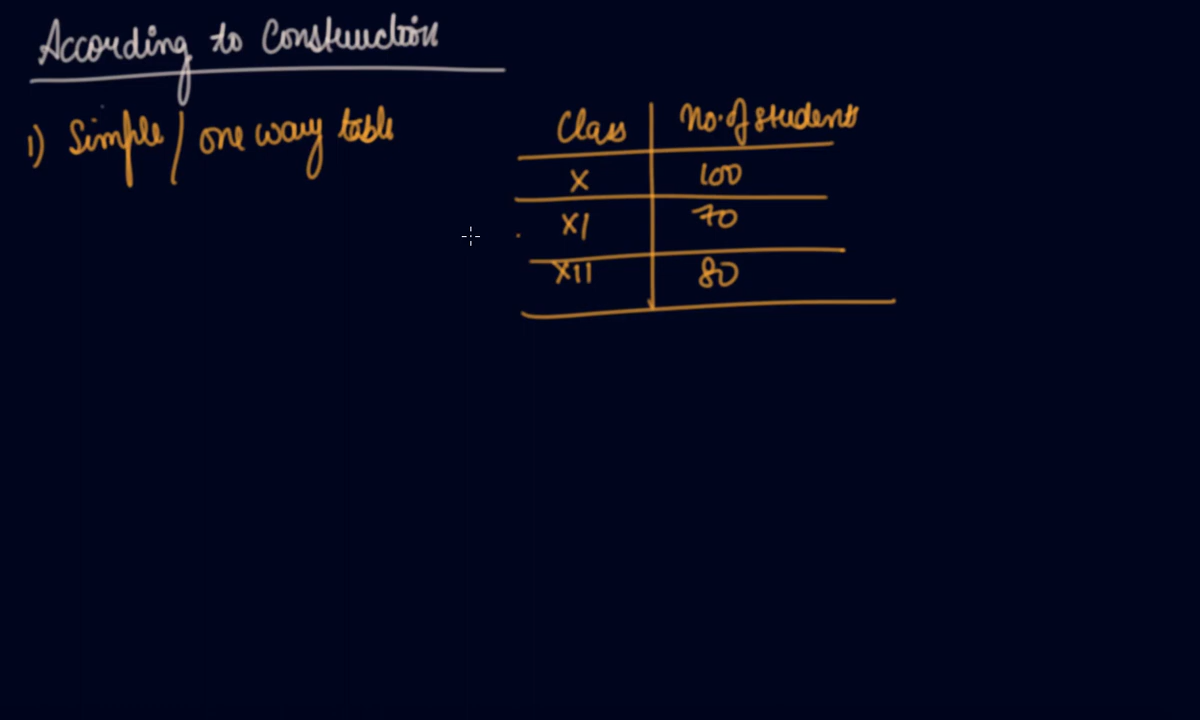 According to Construction
1) Simple / one way table
Class No. of students
X 100
XI 70
XII 80